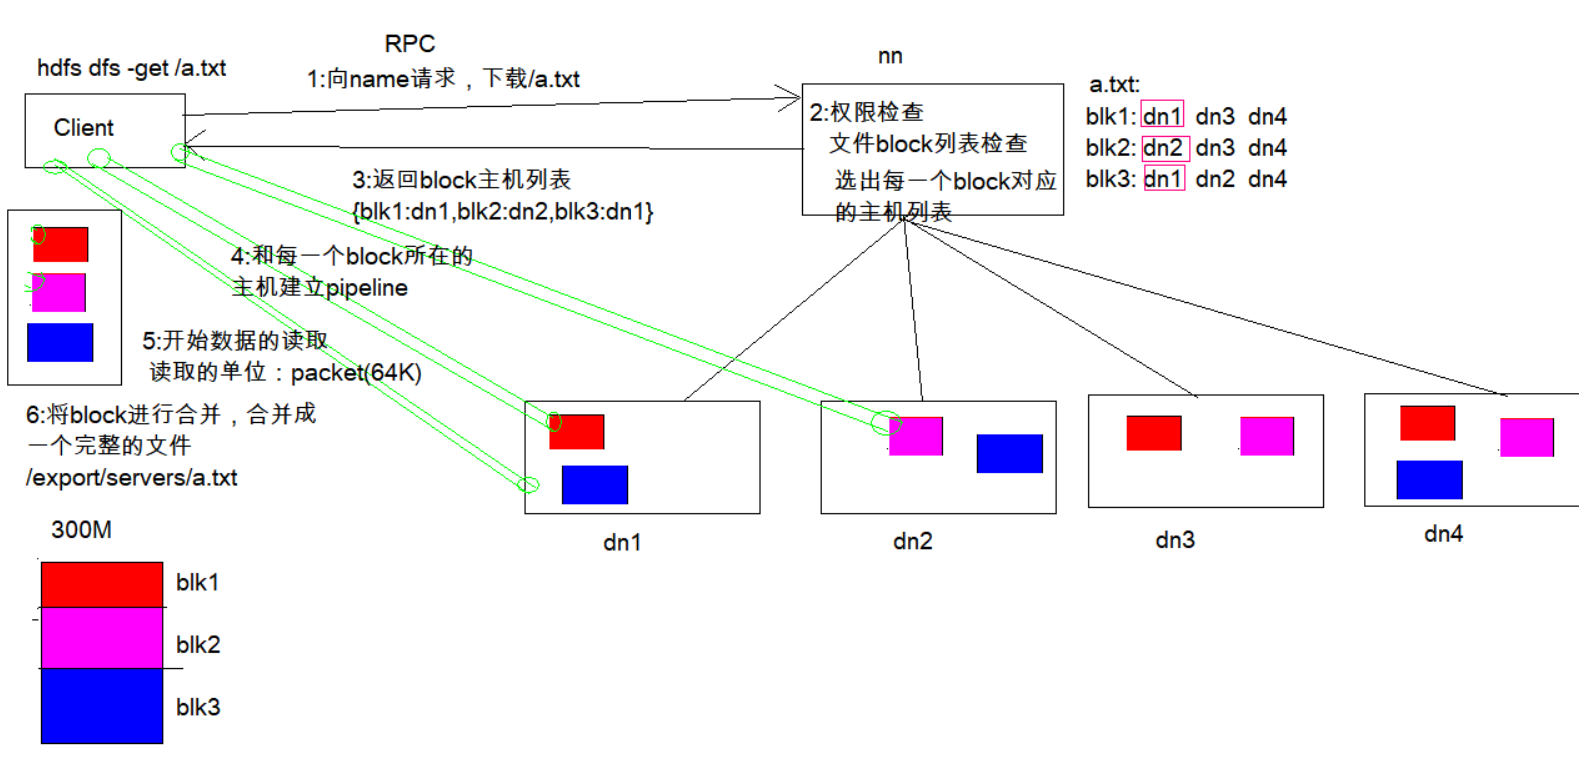 RPC
hdfs dfs -get /a.txt
1:向name请求，下载/a.txt
nn
Client
2:权限检查
文件block列表检查
选出每一个block对应
的主机列表
a.txt:
blk1: dn1 dn3 dn4
blk2: dn2 dn3 dn4
blk3: dn1 dn2 dn4
3:返回block主机列表
{blk1:dn1,blk2:dn2,blk3:dn1}
4:和每一个block所在的
主机建立pipeline
5:开始数据的读取
读取的单位：packet(64K)
6:将block进行合并，合并成
一个完整的文件
/export/servers/a.txt
dn1
dn2
dn3
dn4
300M
blk1
blk2
blk3